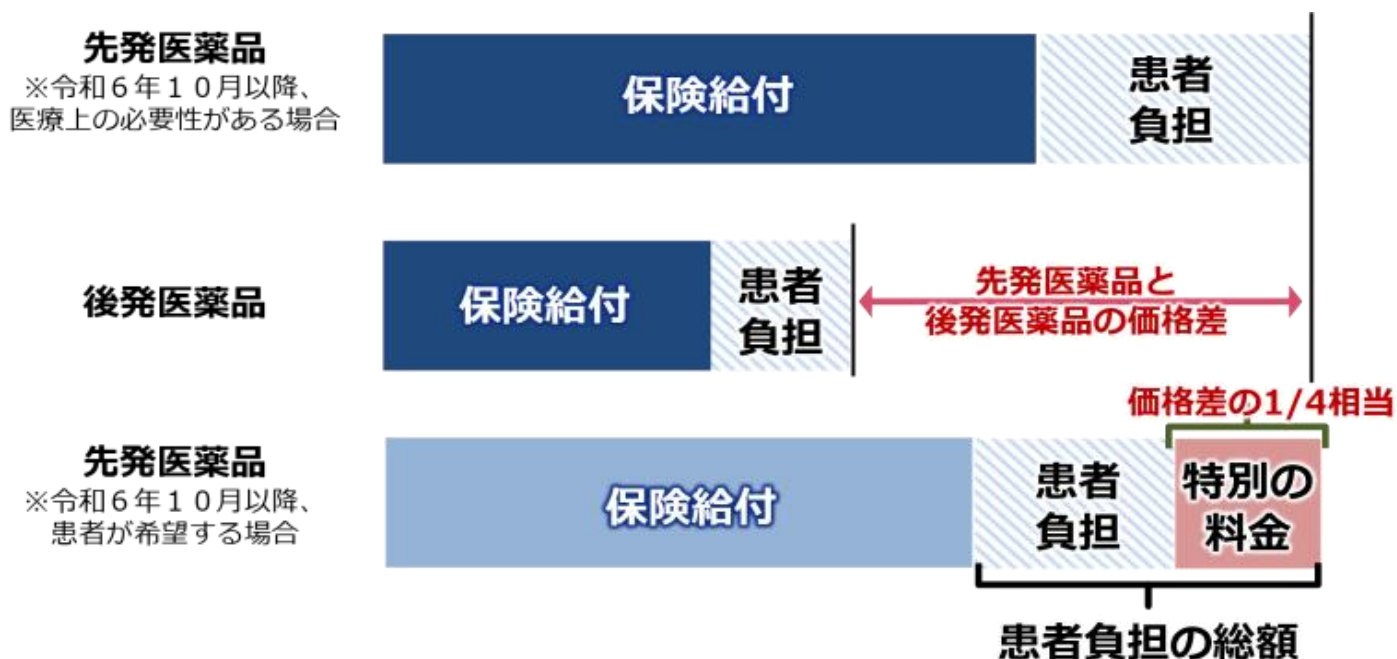 先発医薬品
※令和６年１０月以降、
医療上の必要性がある場合
保険給付
患者
負担
後発医薬品
保険給付
患者
負担
先発医薬品と
後発医薬品の価格差
価格差の1/4相当
先発医薬品
※令和６年１０月以降、
患者が希望する場合
保険給付
患者
負担
特別の
料金
患者負担の総額